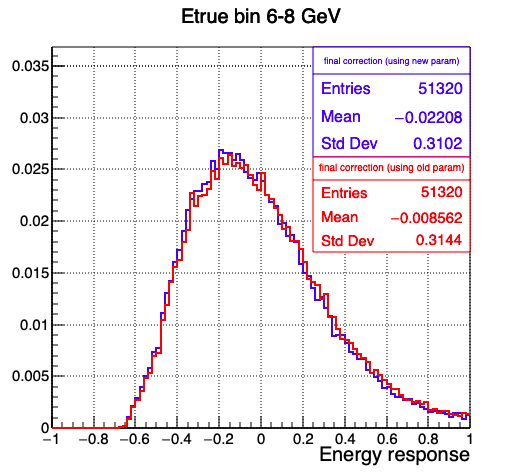 Etrue bin 6-8 GeV
final correction (using new param)
Entries 51320
Mean −0.02208
Std Dev 0.3102
final correction (using old param)
Entries 51320
Mean −0.008562
Std Dev 0.3144
0.035
0.03
0.025
0.02
0.015
0.01
0.005
0
−1 −0.8 −0.6 −0.4 −0.2 0 0.2 0.4 0.6 0.8 1
Energy response